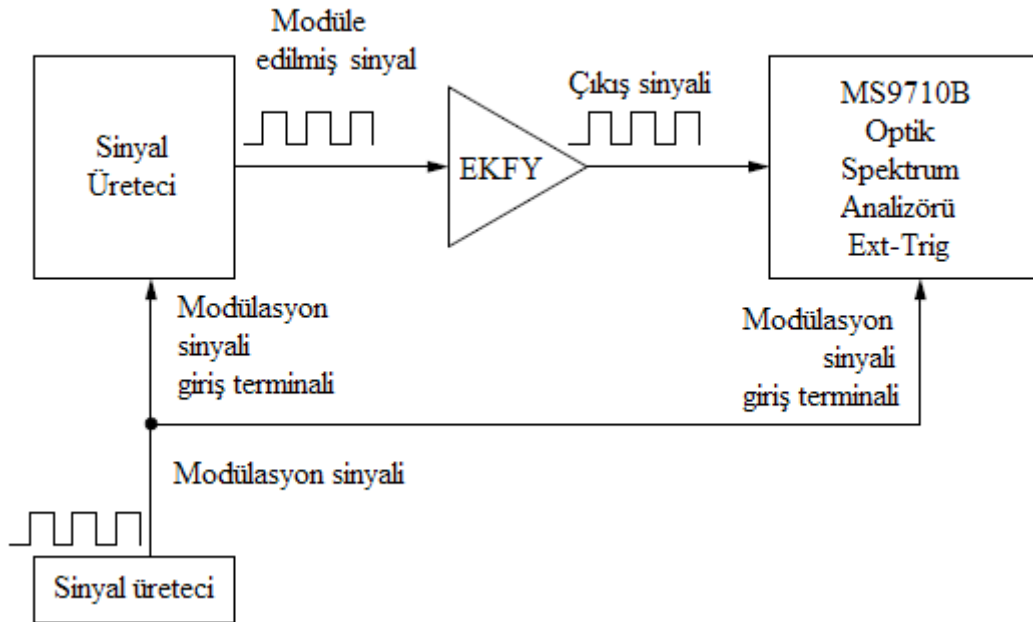 Modüle
edilmiş sinyal
Sinyal
Üreteci
EKFY
Çıkış sinyali
MS9710B
Optik
Spektrum
Analizörü
Ext-Trig
Modülasyon
sinyali
giriş terminali
Modülasyon
sinyali
giriş terminali
Modülasyon sinyali
Sinyal üreteci